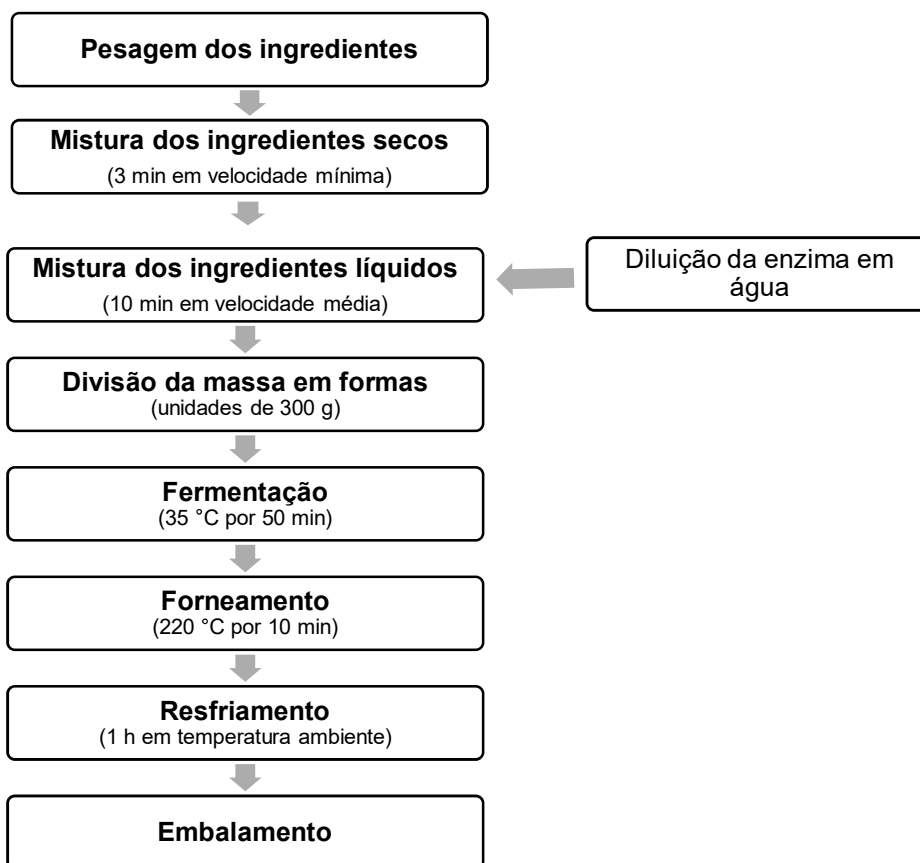 Pesagem dos ingredientes
Mistura dos ingredientes secos
(3 min em velocidade mínima)
Mistura dos ingredientes líquidos
(10 min em velocidade média)
Diluição da enzima em
água
Divisão da massa em formas
(unidades de 300 g)
Fermentação
(35 °C por 50 min)
Forneamento
(220 °C por 10 min)
Resfriamento
(1 h em temperatura ambiente)
Embalamento